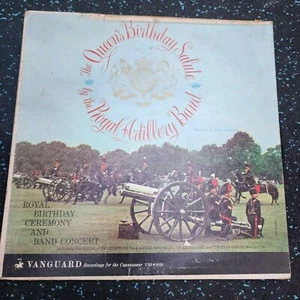 The Queen's Birthday Salute
by the Royal Artillery Band
ROYAL
BIRTHDAY
CEREMONY
AND
BAND CONCERT
VANGUARD Recordings for the Connoisseur